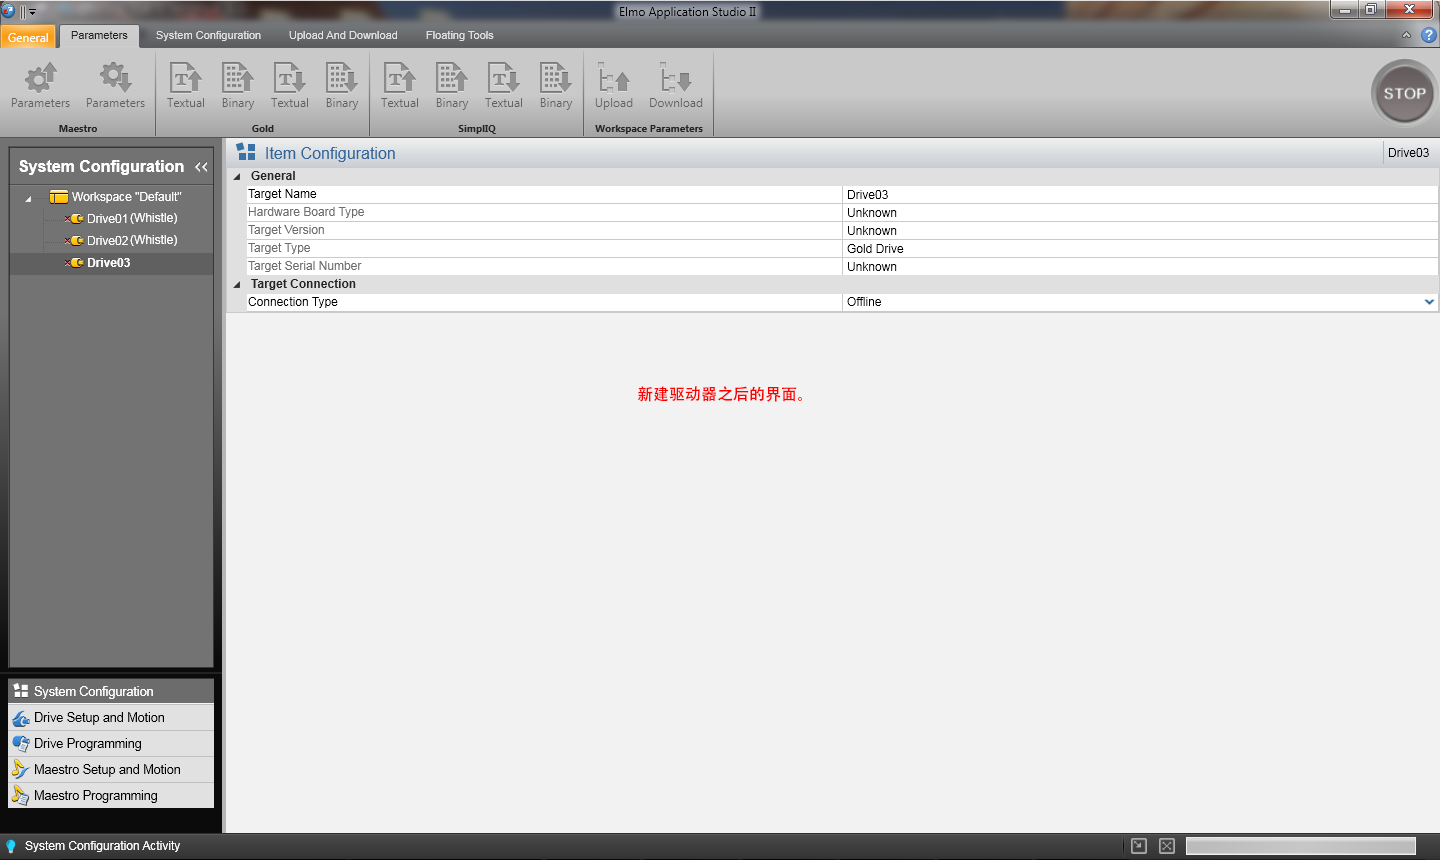 Elmo Application Studio II
General
Parameters
System Configuration
Upload And Download
Floating Tools
Parameters
Parameters
Maestro
Textual
Binary
Textual
Binary
Gold
Textual
Binary
Textual
Binary
SimplIQ
Upload
Download
Workspace Parameters
STOP
System Configuration <<
Workspace "Default"
Drive01 (Whistle)
Drive02 (Whistle)
Drive03
Item Configuration
Drive03
General
Target Name Drive03
Hardware Board Type Unknown
Target Version Unknown
Target Type Gold Drive
Target Serial Number Unknown
Target Connection
Connection Type Offline
新建驱动器之后的界面。
System Configuration
Drive Setup and Motion
Drive Programming
Maestro Setup and Motion
Maestro Programming
System Configuration Activity